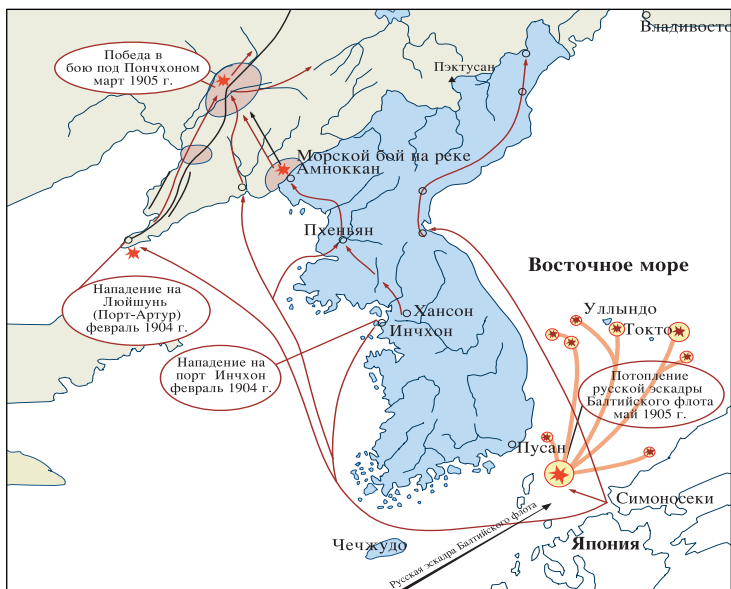 Владивосто
Победа в
бою под Пончхоном
март 1905 г.
Пэктусан
Морской бой на реке
Амноккан
Пхеньян
Восточное море
Нападение на
Люйшунь
(Порт-Артур)
февраль 1904 г.
Хансон
Инчхон
Уллындо
Токто
Нападение на
порт Инчхон
февраль 1904 г.
Потопление
русской эскадры
Балтийского флота
май 1905 г.
Пусан
Симоносеки
Русская эскадра Балтийского флота
Чечжудо
Япония